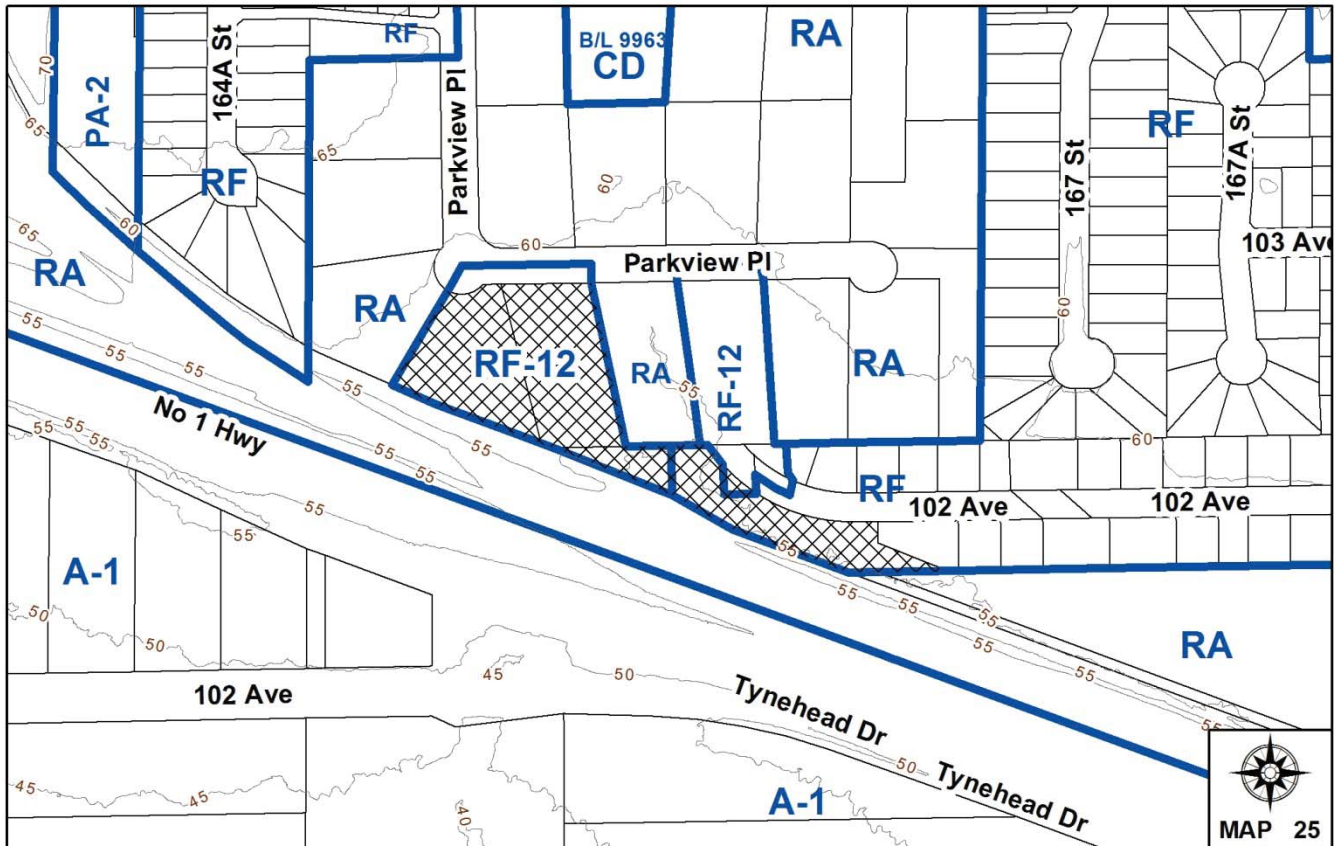 RF
B/L 9963
CD
RA
70
PA-2
164A St
65
65
RF
Parkview Pl
60
RF
167 St
167A St
103 Ave
60
60
Parkview Pl
65
RA
RA
60
55
55
RF-12
RA
55
RF-12
RA
55
55
No 1 Hwy
55
55
55
55
55
55
60
RF
102 Ave
102 Ave
55
55
55
A-1
55
55
55
55
55
50
50
RA
45
50
102 Ave
Tynehead Dr
55
50
Tynehead Dr
45
45
40
A-1
MAP 25